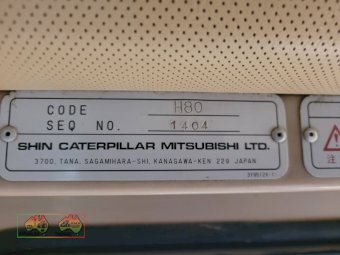 CODE H80
SEQ NO. 1404
SHIN CATERPILLAR MITSUBISHI LTD.
3700, TANA, SAGAMIHARA-SHI, KANAGAWA-KEN 229 JAPAN
注